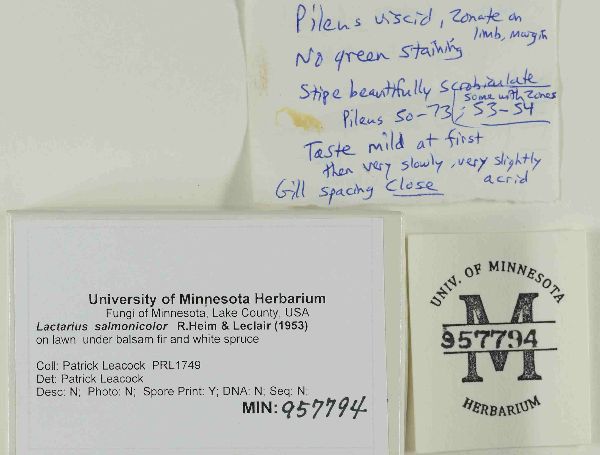 Pileus viscid, zonate on
limb, margin
No green staining
Stipe beautifully scrobiculate
some with zones
Pileus 50-73; 53-54
Taste mild at first
then very slowly, very slightly
acrid
Gill spacing close
University of Minnesota Herbarium
Fungi of Minnesota, Lake County, USA
Lactarius salmonicolor R.Heim & Leclair (1953)
on lawn under balsam fir and white spruce
Coll: Patrick Leacock PRL1749
Det: Patrick Leacock
Desc: N; Photo: N; Spore Print: Y; DNA: N; Seq: N;
MIN: 957794
UNIV. OF MINNESOTA
M
957794
HERBARIUM